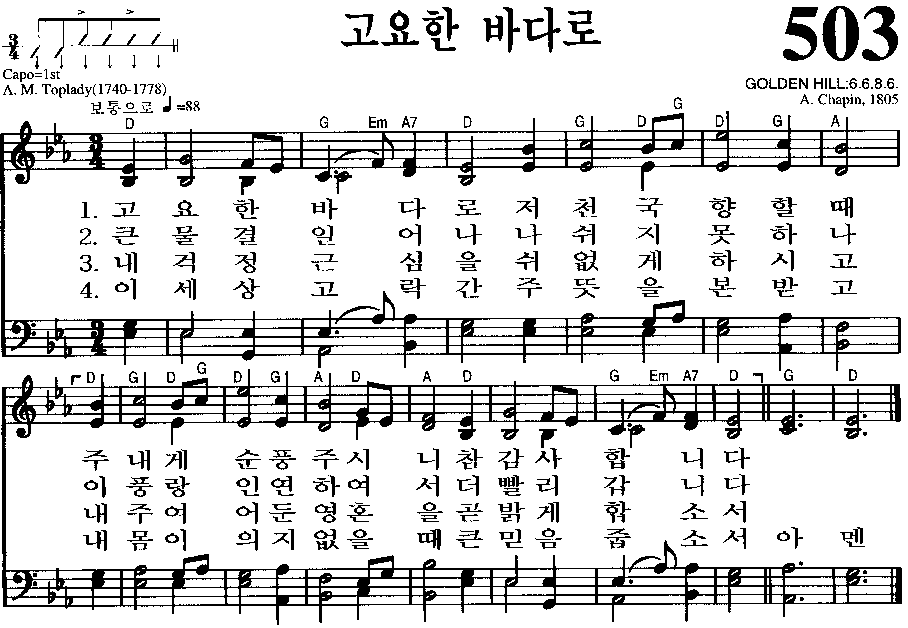 고요한 바다로
503
3/4
Capo=1st
A. M. Toplady(1740-1778)
보통으로 ♩=88
GOLDEN HILL:6.6.8.6.
A. Chapin, 1805
D G Em A7 D G D G D G A
1. 고 요 한 바 다 로 저 천 국 향 할 때
2. 큰 물 결 일 어 나 나 쉬 지 못 하 나
3. 내 걱 정 근 심 을 쉬 없 게 하 시 고
4. 이 세 상 고 락 간 주 뜻 을 본 받 고
D G D G D G A D A D G Em A7 D G D
주 내 게 순 풍 주 시 니 참 감 사 합 니 다
이 풍 랑 인 연 하 여 서 더 빨 리 갑 니 다
내 주 여 어 둔 영 혼 을 곧 밝 게 합 소 서
내 몸 이 의 지 없 을 때 큰 믿 음 줍 소 서 아 멘